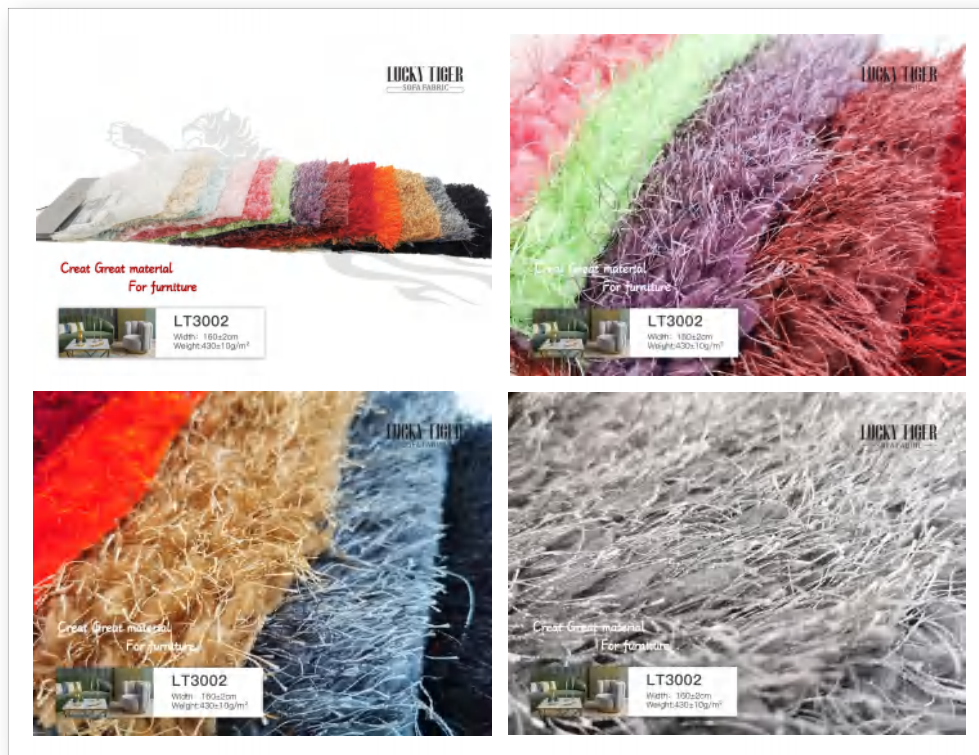 LUCKY TIGER
SOFA FABRIC
Creat Great material
For furniture
LT3002
Width: 160±2cm
Weight:430±10g/m²
LUCKY TIGER
Creat Great material
For furniture
LT3002
Width: 160±2cm
Weight:430±10g/m²
LUCKY TIGER
SOFA FABRIC
Creat Great material
For furniture
LT3002
Width: 160±2cm
Weight:430±10g/m²
LUCKY TIGER
SOFA FABRIC
Creat Great material
For furniture
LT3002
Width: 160±2cm
Weight:430±10g/m²